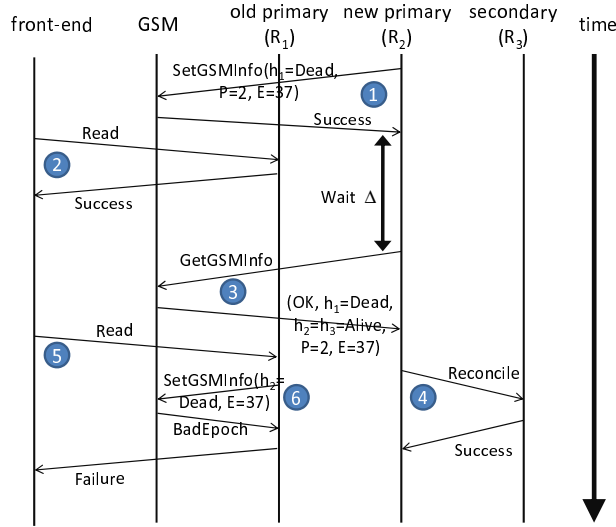 front-end GSM old primary (R1) new primary (R2) secondary (R3) time
SetGSMInfo(h1=Dead,
P=2, E=37)
1
Success
Read
2
Success
Wait Δ
GetGSMInfo
3
(OK, h1=Dead,
h2=h3=Alive,
P=2, E=37)
Read
5
Reconcile
SetGSMInfo(h2=
Dead, E=37)
6
4
BadEpoch
Success
Failure